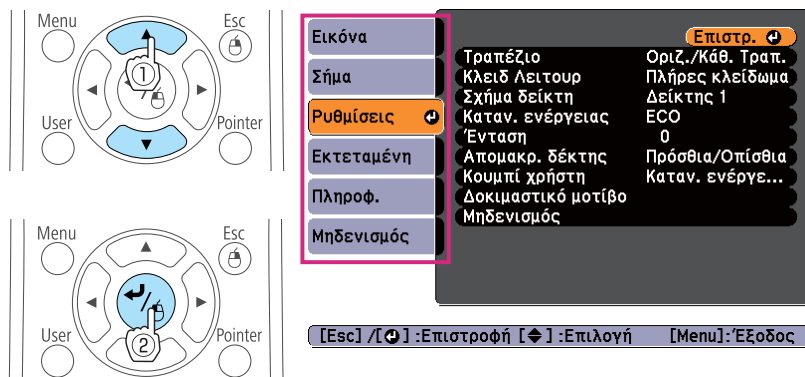 Menu Esc
①
User Pointer
Menu Esc
②
User Pointer
Εικόνα
Σήμα
Ρυθμίσεις
Εκτεταμένη
Πληροφ.
Μηδενισμός
Επιστρ.
Τραπέζιο Οριζ./Κάθ. Τραπ.
Κλειδ Λειτουρ Πλήρες κλείδωμα
Σχήμα δείκτη Δείκτης 1
Καταν. ενέργειας ECO
Ένταση 0
Απομακρ. δέκτης Πρόσθια/Οπίσθια
Κουμπί χρήστη Καταν. ενέργε...
Δοκιμαστικό μοτίβο
Μηδενισμός
[Esc] /[ ] :Επιστροφή [ ] :Επιλογή [Menu]:Έξοδος